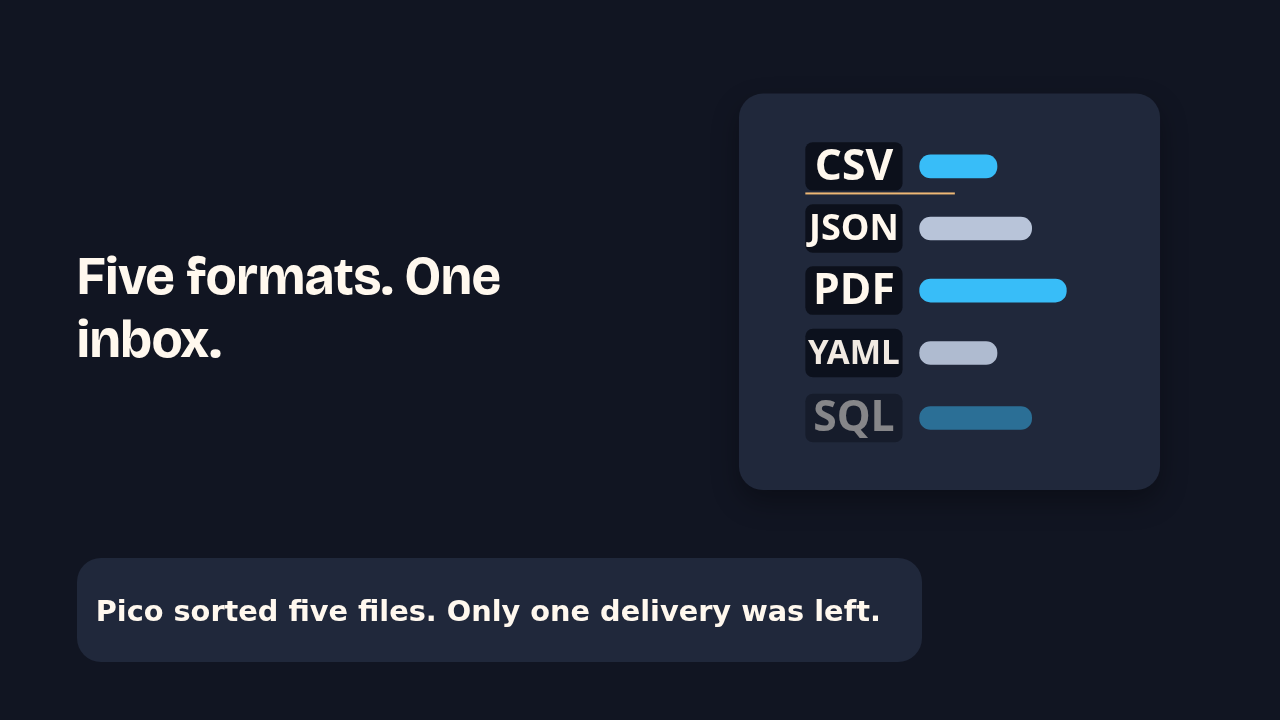 Five formats. One
inbox.
CSV
JSON
PDF
YAML
SQL
Pico sorted five files. Only one delivery was left.